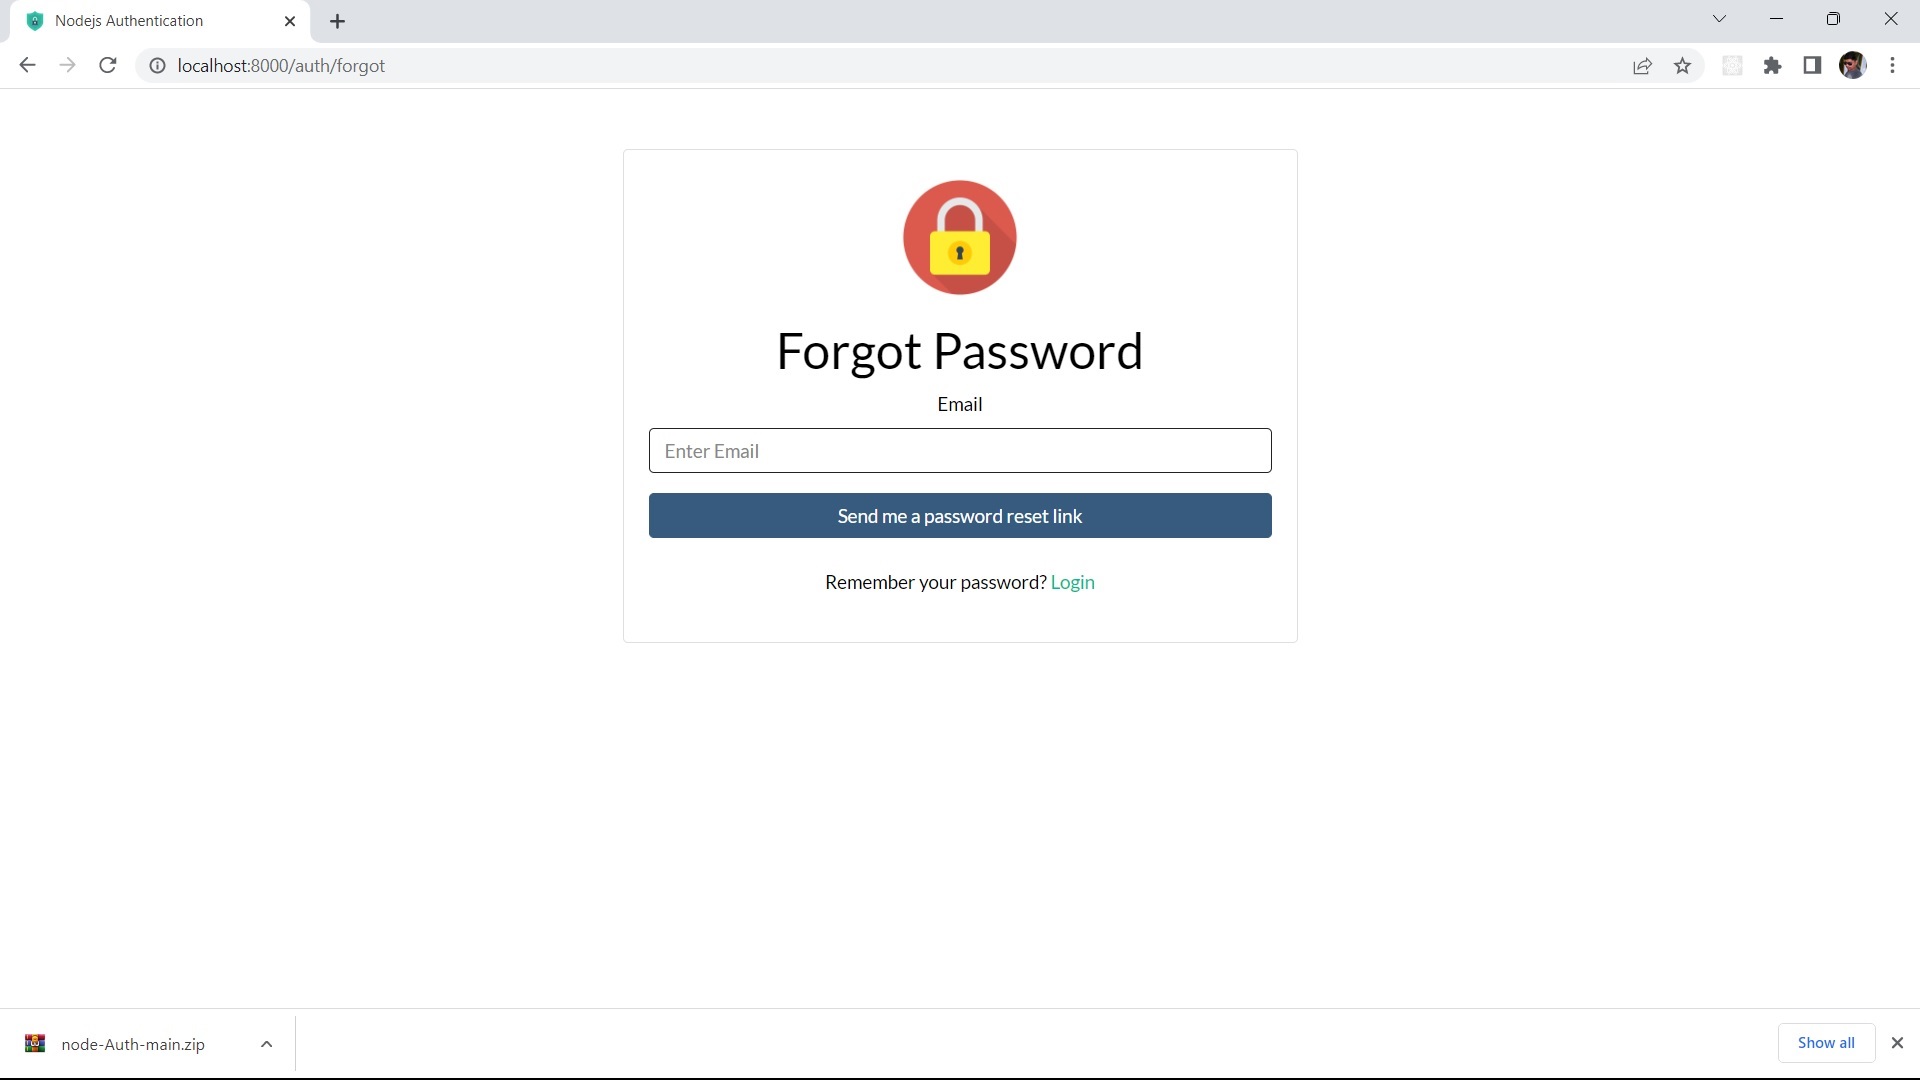 Nodejs Authentication
localhost:8000/auth/forgot
Forgot Password
Email
Enter Email
Send me a password reset link
Remember your password? Login
node-Auth-main.zip
Show all